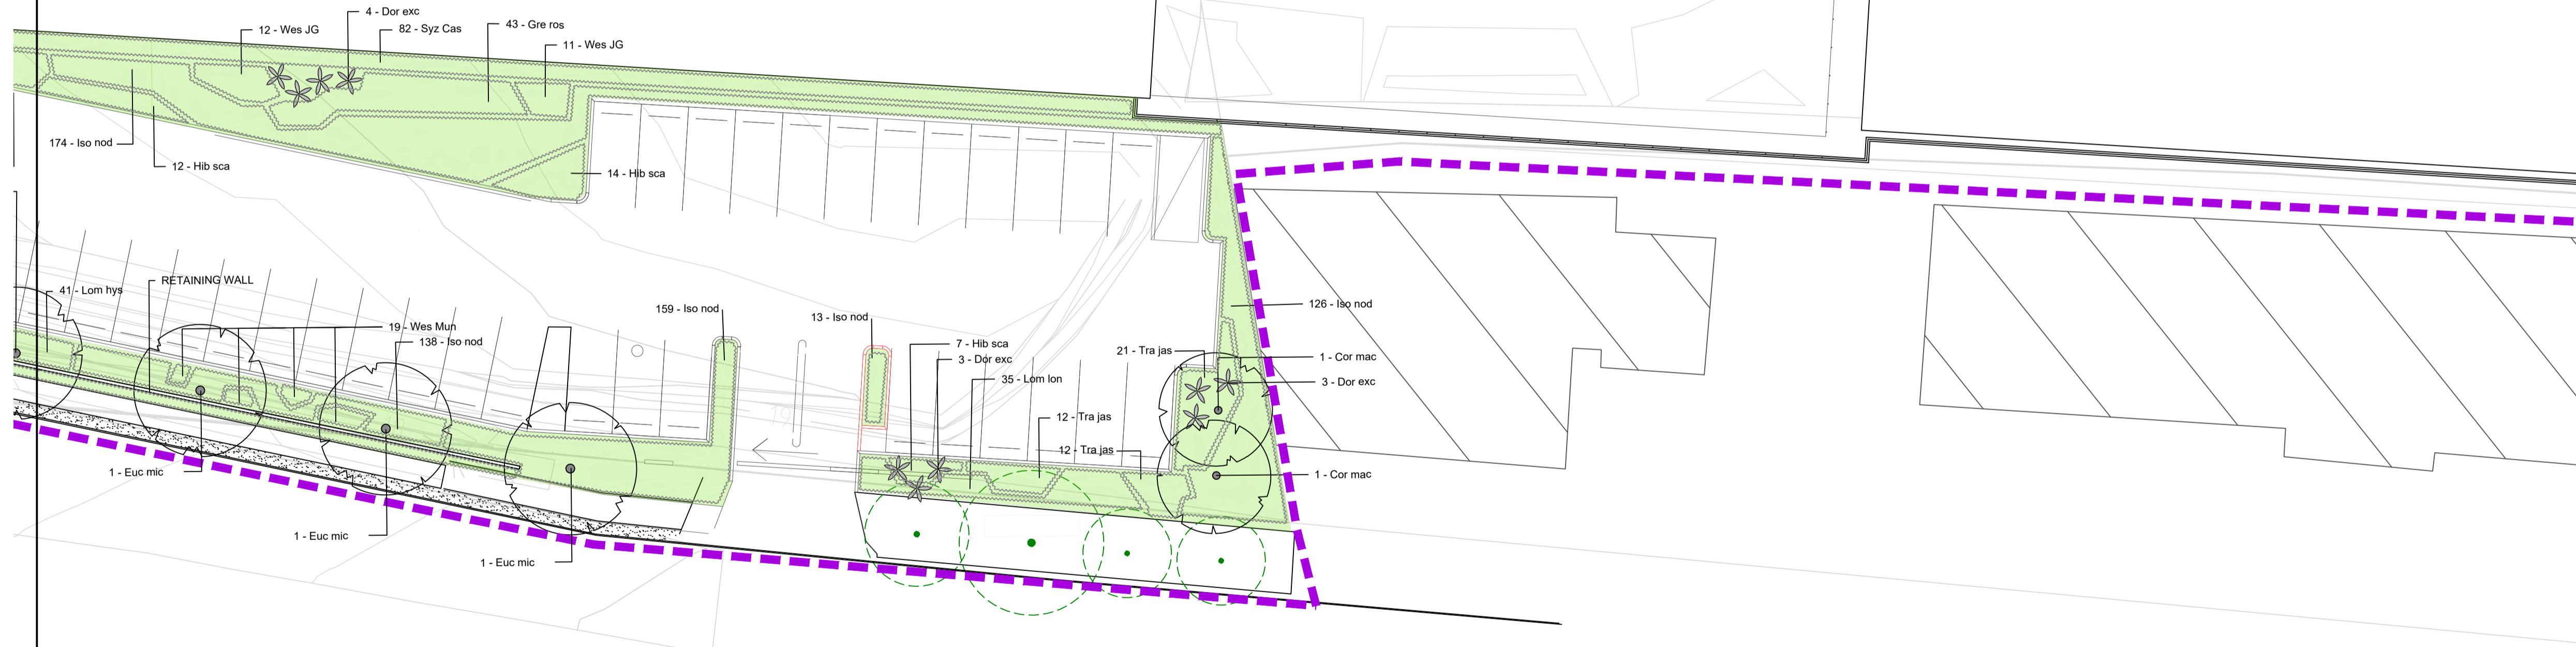 4 - Dor exc
12 - Wes JG
82 - Syz Cas
43 - Gre ros
11 - Wes JG
174 - Iso nod
12 - Hib sca
14 - Hib sca
RETAINING WALL
41 - Lom hys
159 - Iso nod
13 - Iso nod
126 - Iso nod
19 - Wes Mun
138 - Iso nod
7 - Hib sca
3 - Dor exc
21 - Tra jas
1 - Cor mac
35 - Lom lon
3 - Dor exc
12 - Tra jas
12 - Tra jas
1 - Euc mic
1 - Cor mac
1 - Euc mic
1 - Euc mic